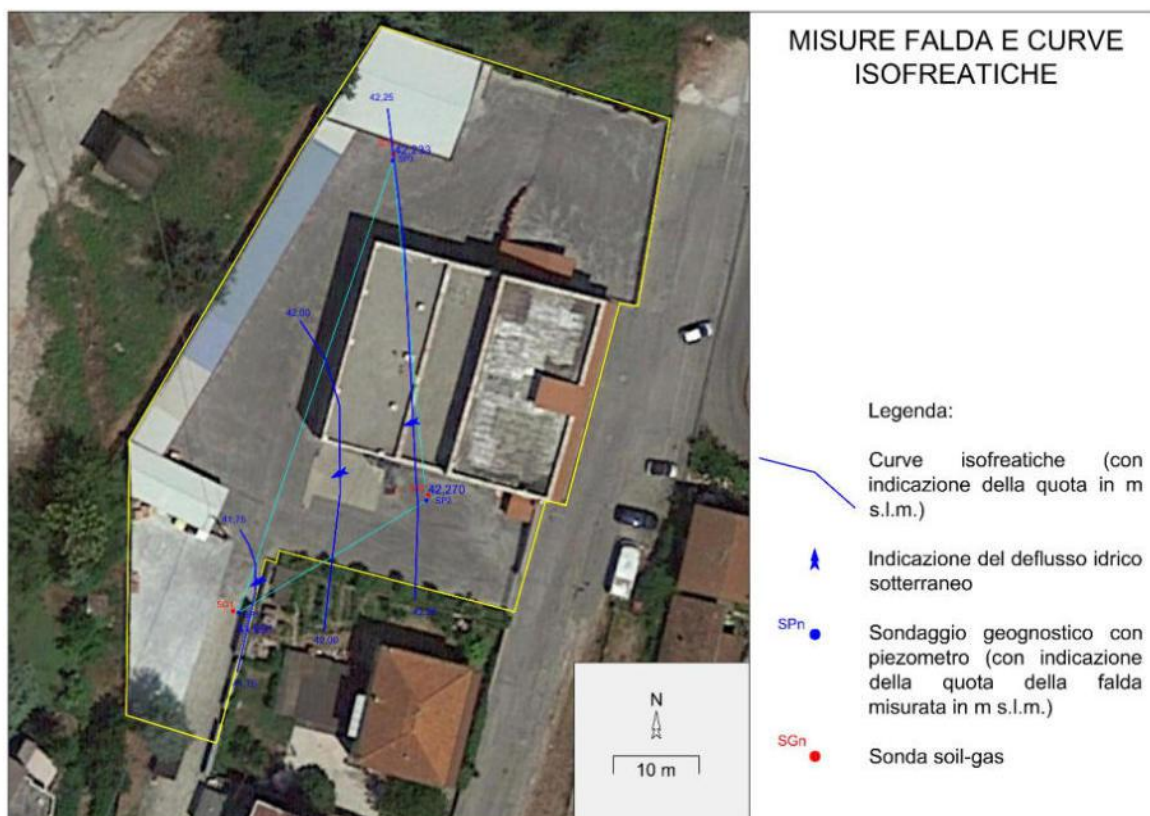 MISURE FALDA E CURVE
ISOFREATICHE
42,25
42,233
SP3
42,00
42,270
SP2
41,75
SG1
42,00
N
10 m
Legenda:
Curve isofreatiche (con
indicazione della quota in m
s.l.m.)
Indicazione del deflusso idrico
sotterraneo
SPn
Sondaggio geognostico con
piezometro (con indicazione
della quota della falda
misurata in m s.l.m.)
SGn
Sonda soil-gas